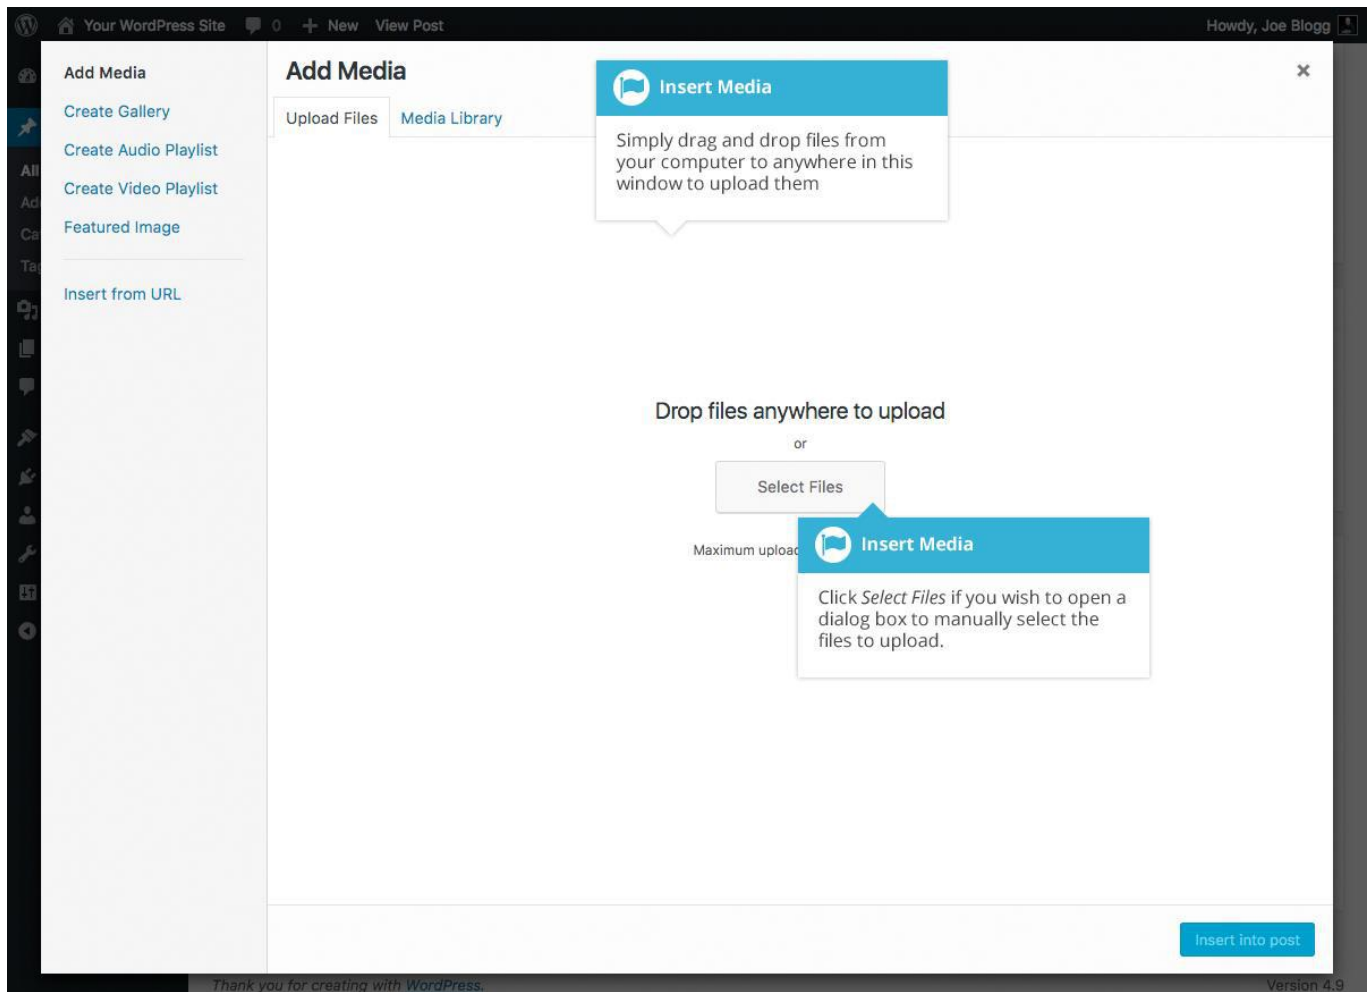 Your WordPress Site 0 + New View Post
Howdy, Joe Blogg
Add Media
Create Gallery
Create Audio Playlist
Create Video Playlist
Featured Image
Insert from URL
All
Ad
Ca
Tag
Add Media
Upload Files Media Library
Insert Media
Simply drag and drop files from
your computer to anywhere in this
window to upload them
Drop files anywhere to upload
or
Select Files
Maximum upload
Insert Media
Click Select Files if you wish to open a
dialog box to manually select the
files to upload.
Insert into post
Thank you for creating with WordPress.
Version 4.9